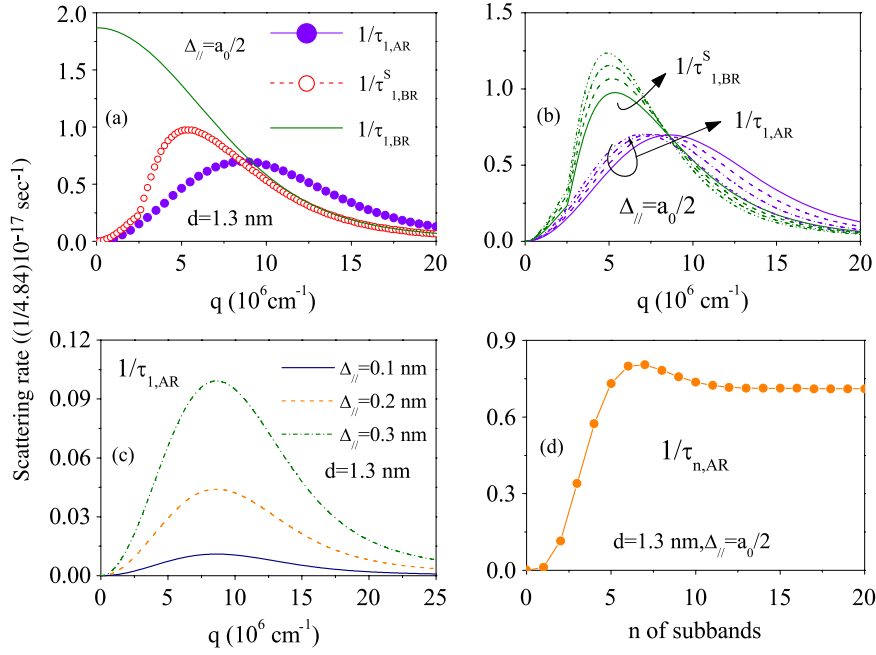 Scattering rate ((1/4.84)10⁻¹⁷ sec⁻¹)
2.0
1.5
1.0
0.5
0.0
Δ//=a₀/2
1/τ₁,AR
1/τˢ₁,BR
1/τ₁,BR
(a)
d=1.3 nm
0 5 10 15 20
q (10⁶ cm⁻¹)
1.5
1.0
0.5
0.0
(b)
1/τˢ₁,BR
1/τ₁,AR
Δ//=a₀/2
0 5 10 15 20
q (10⁶ cm⁻¹)
0.12
0.09
0.06
0.03
0.00
1/τ₁,AR
Δ//=0.1 nm
Δ//=0.2 nm
Δ//=0.3 nm
(c)
d=1.3 nm
0 5 10 15 20 25
q (10⁶ cm⁻¹)
0.9
0.6
0.3
0.0
(d)
1/τn,AR
d=1.3 nm,Δ//=a₀/2
0 5 10 15 20
n of subbands